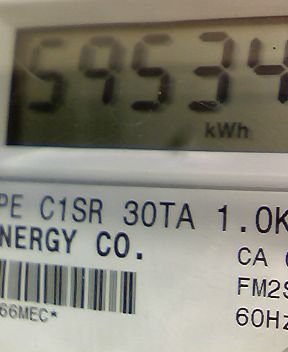 59534
kWh
PE C1SR 30TA 1.0K
NERGY CO.
CA
FM2S
66MEC*
60Hz